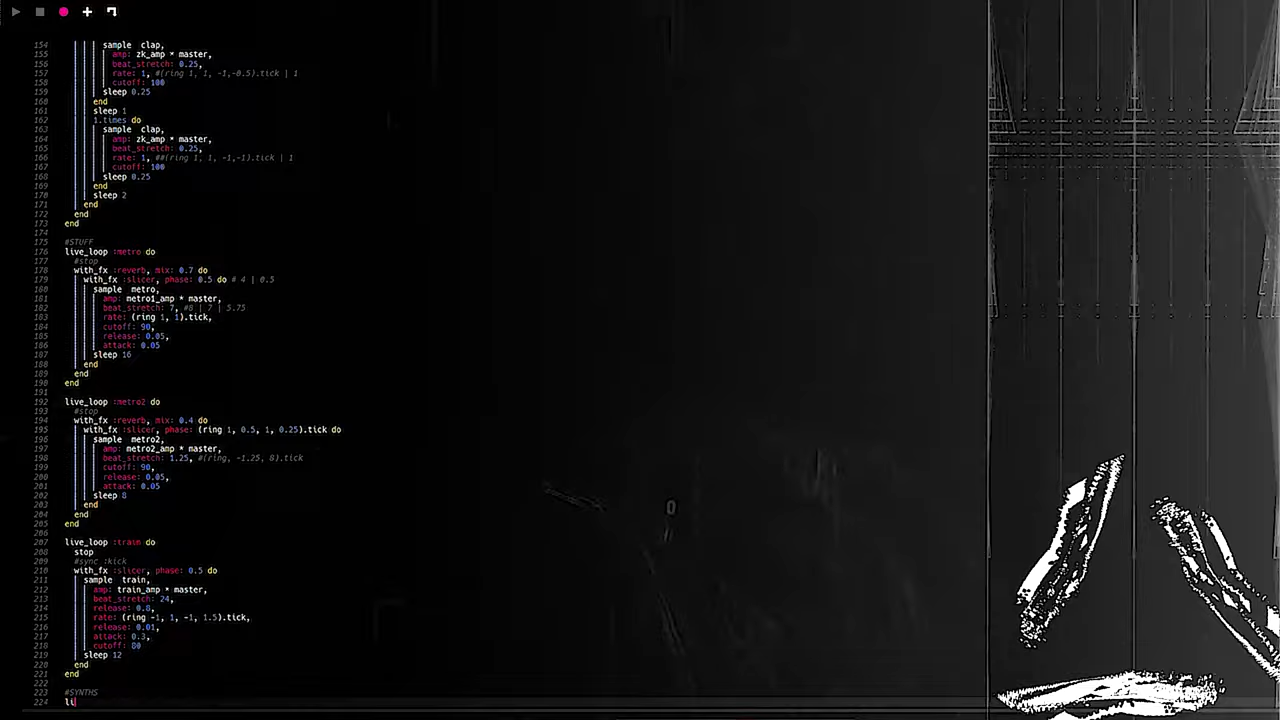 154 sample clap,
155 amp: zk_amp * master,
156 beat_stretch: 0.25,
157 rate: 1, #(ring 1, 1, -1,-0.5).tick | 1
158 cutoff: 100
159 sleep 0.25
160 end
161 sleep 1
162 1.times do
163 sample clap,
164 amp: zk_amp * master,
165 beat_stretch: 0.25,
166 rate: 1, ##(ring 1, 1, -1,-1).tick | 1
167 cutoff: 100
168 sleep 0.25
169 end
170 sleep 2
171 end
172 end
173 end
174
175 #STUFF
176 live_loop :metro do
177 #stop
178 with_fx :reverb, mix: 0.7 do
179 with_fx :slicer, phase: 0.5 do # 4 | 0.5
180 sample metro,
181 amp: metro1_amp * master,
182 beat_stretch: 7, #8 | 7 | 5.75
183 rate: (ring 1, 1).tick,
184 cutoff: 90,
185 release: 0.05,
186 attack: 0.05
187 sleep 16
188 end
189 end
190 end
191
192 live_loop :metro2 do
193 #stop
194 with_fx :reverb, mix: 0.4 do
195 with_fx :slicer, phase: (ring 1, 0.5, 1, 0.25).tick do
196 sample metro2,
197 amp: metro2_amp * master,
198 beat_stretch: 1.25, #(ring, -1.25, 8).tick
199 cutoff: 90,
200 release: 0.05,
201 attack: 0.05
202 sleep 8
203 end
204 end
205 end
206
207 live_loop :train do
208 stop
209 #sync :kick
210 with_fx :slicer, phase: 0.5 do
211 sample train,
212 amp: train_amp * master,
213 beat_stretch: 24,
214 release: 0.8,
215 rate: (ring -1, 1, -1, 1.5).tick,
216 release: 0.01,
217 attack: 0.3,
218 cutoff: 80
219 sleep 12
220 end
221 end
222
223 #SYNTHS
224 li